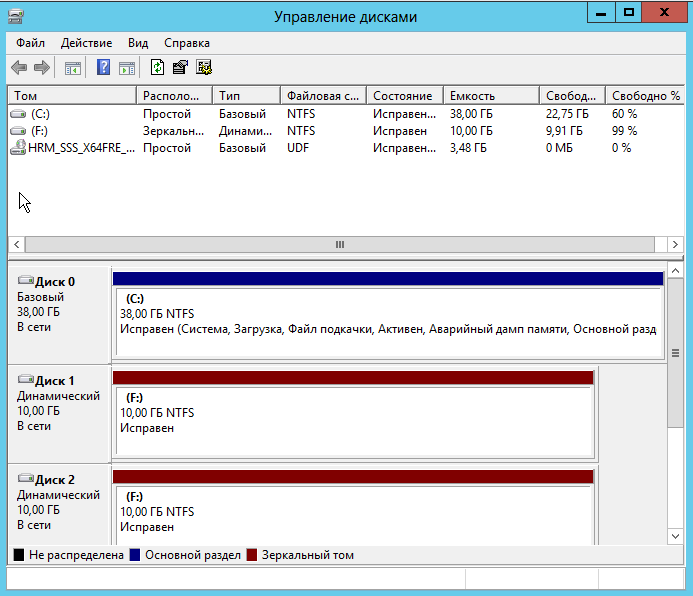 Управление дисками
Файл Действие Вид Справка
Том Располо... Тип Файловая с... Состояние Емкость Свобод... Свободно %
(C:) Простой Базовый NTFS Исправен... 38,00 ГБ 22,75 ГБ 60 %
(F:) Зеркальн... Динами... NTFS Исправен 10,00 ГБ 9,91 ГБ 99 %
HRM_SSS_X64FRE_... Простой Базовый UDF Исправен... 3,48 ГБ 0 МБ 0 %
Диск 0
Базовый
38,00 ГБ
В сети
(C:)
38,00 ГБ NTFS
Исправен (Система, Загрузка, Файл подкачки, Активен, Аварийный дамп памяти, Основной разд
Диск 1
Динамический
10,00 ГБ
В сети
(F:)
10,00 ГБ NTFS
Исправен
Диск 2
Динамический
10,00 ГБ
В сети
(F:)
10,00 ГБ NTFS
Исправен
Не распределена Основной раздел Зеркальный том